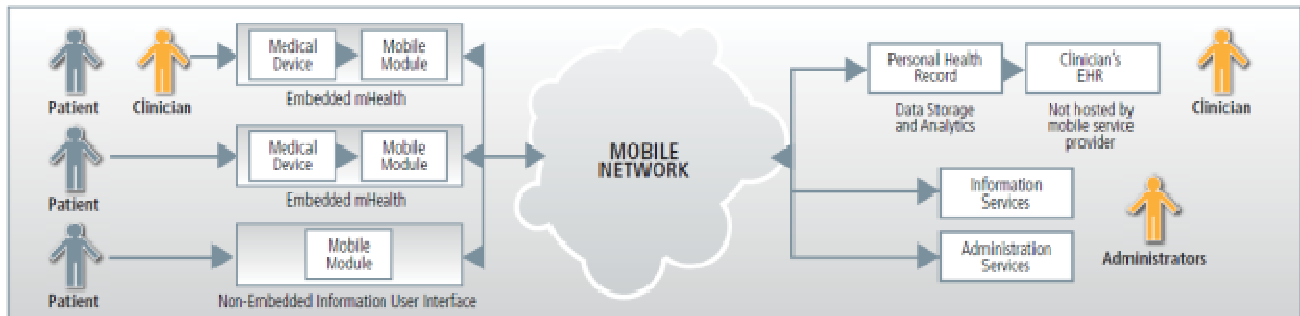 Patient
Clinician
Medical
Device
Mobile
Module
Embedded mHealth
Patient
Medical
Device
Mobile
Module
Embedded mHealth
Patient
Mobile
Module
Non-Embedded Information User Interface
MOBILE
NETWORK
Personal Health
Record
Data Storage
and Analytics
Clinician's
EHR
Not hosted by
mobile service
provider
Clinician
Information
Services
Administration
Services
Administrators